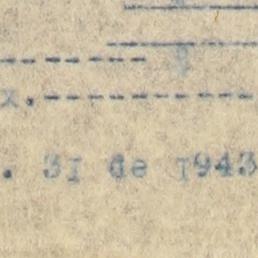 x.----------
. 31 de 1943